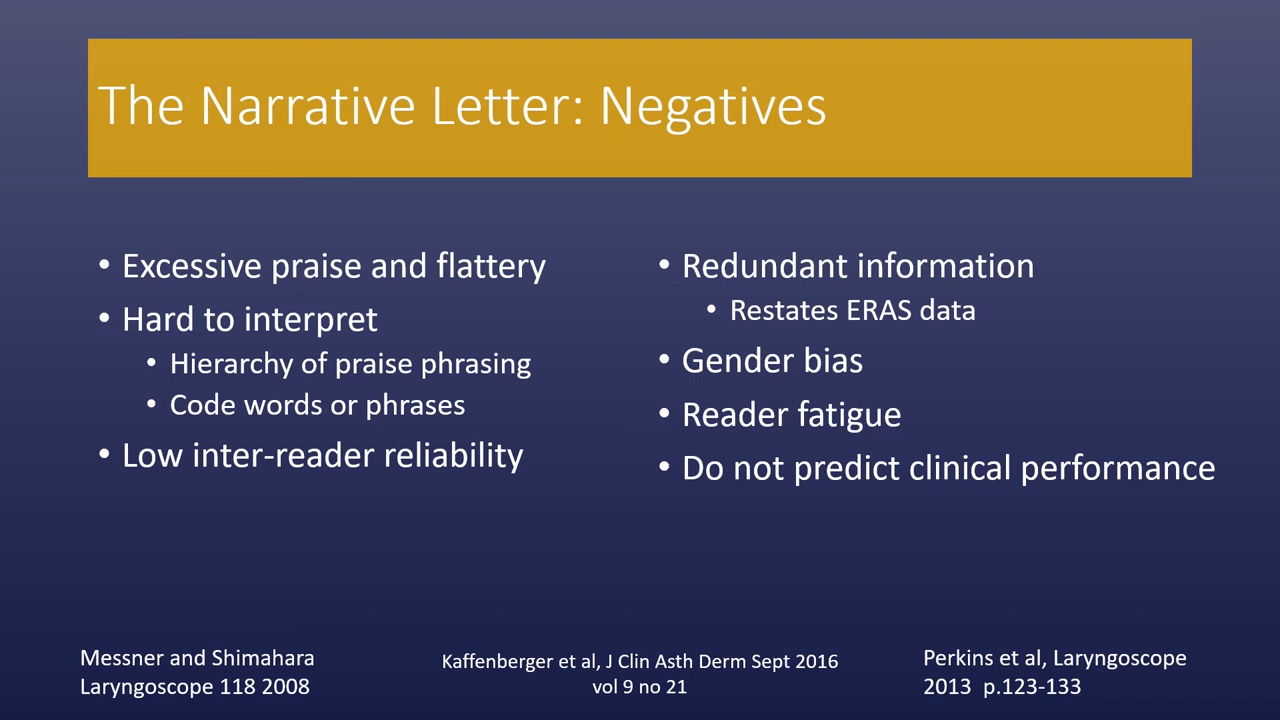 The Narrative Letter: Negatives
• Excessive praise and flattery
• Hard to interpret
• Hierarchy of praise phrasing
• Code words or phrases
• Low inter-reader reliability
• Redundant information
• Restates ERAS data
• Gender bias
• Reader fatigue
• Do not predict clinical performance
Messner and Shimahara
Laryngoscope 118 2008
Kaffenberger et al, J Clin Asth Derm Sept 2016
vol 9 no 21
Perkins et al, Laryngoscope
2013 p.123-133